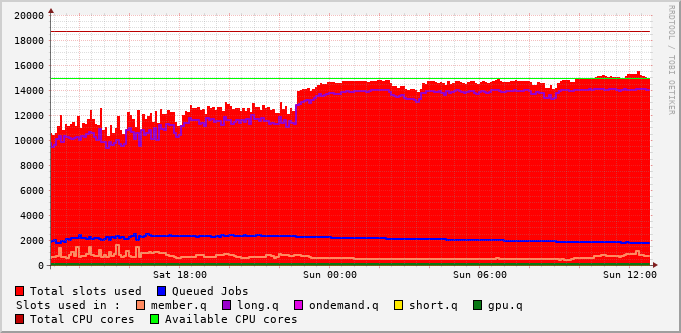 20000
18000
16000
14000
12000
10000
8000
6000
4000
2000
0
Sat 18:00 Sun 00:00 Sun 06:00 Sun 12:00
Total slots used Queued Jobs
Slots used in : member.q long.q ondemand.q short.q gpu.q
Total CPU cores Available CPU cores
RRDTOOL / TOBI OETIKER